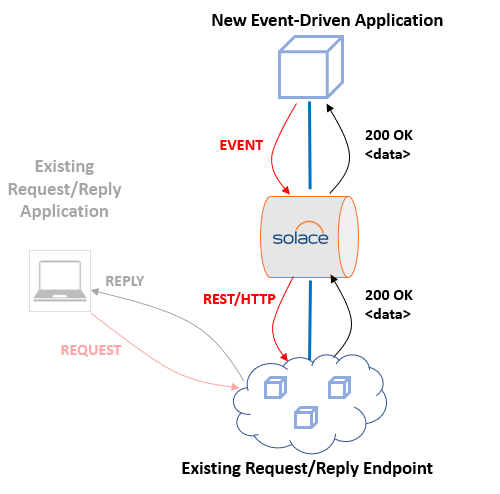 New Event-Driven Application
EVENT
200 OK
<data>
Existing
Request/Reply
Application
solace
REPLY
REST/HTTP
200 OK
<data>
REQUEST
Existing Request/Reply Endpoint